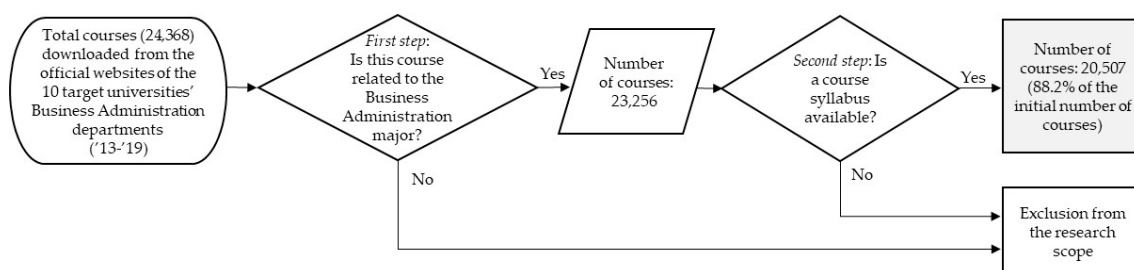 Total courses (24,368)
downloaded from the
official websites of the
10 target universities’
Business Administration
departments
(’13-’19)
First step:
Is this course
related to the
Business
Administration
major?
Yes
No
Number
of courses:
23,256
Second step: Is
a course
syllabus
available?
Yes
No
Number of
courses: 20,507
(88.2% of the
initial number of
courses)
Exclusion from
the research
scope